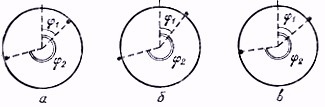 φ₁ φ₁ φ₁
φ₂ φ₂ φ₂
а б в